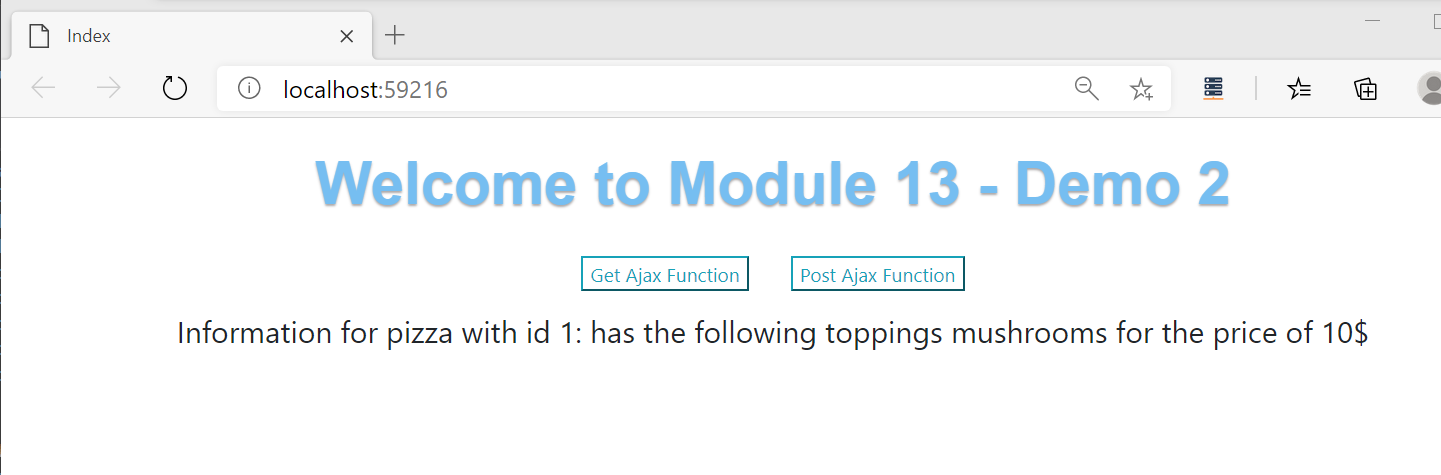 Index
localhost:59216
Welcome to Module 13 - Demo 2
Get Ajax Function Post Ajax Function
Information for pizza with id 1: has the following toppings mushrooms for the price of 10$